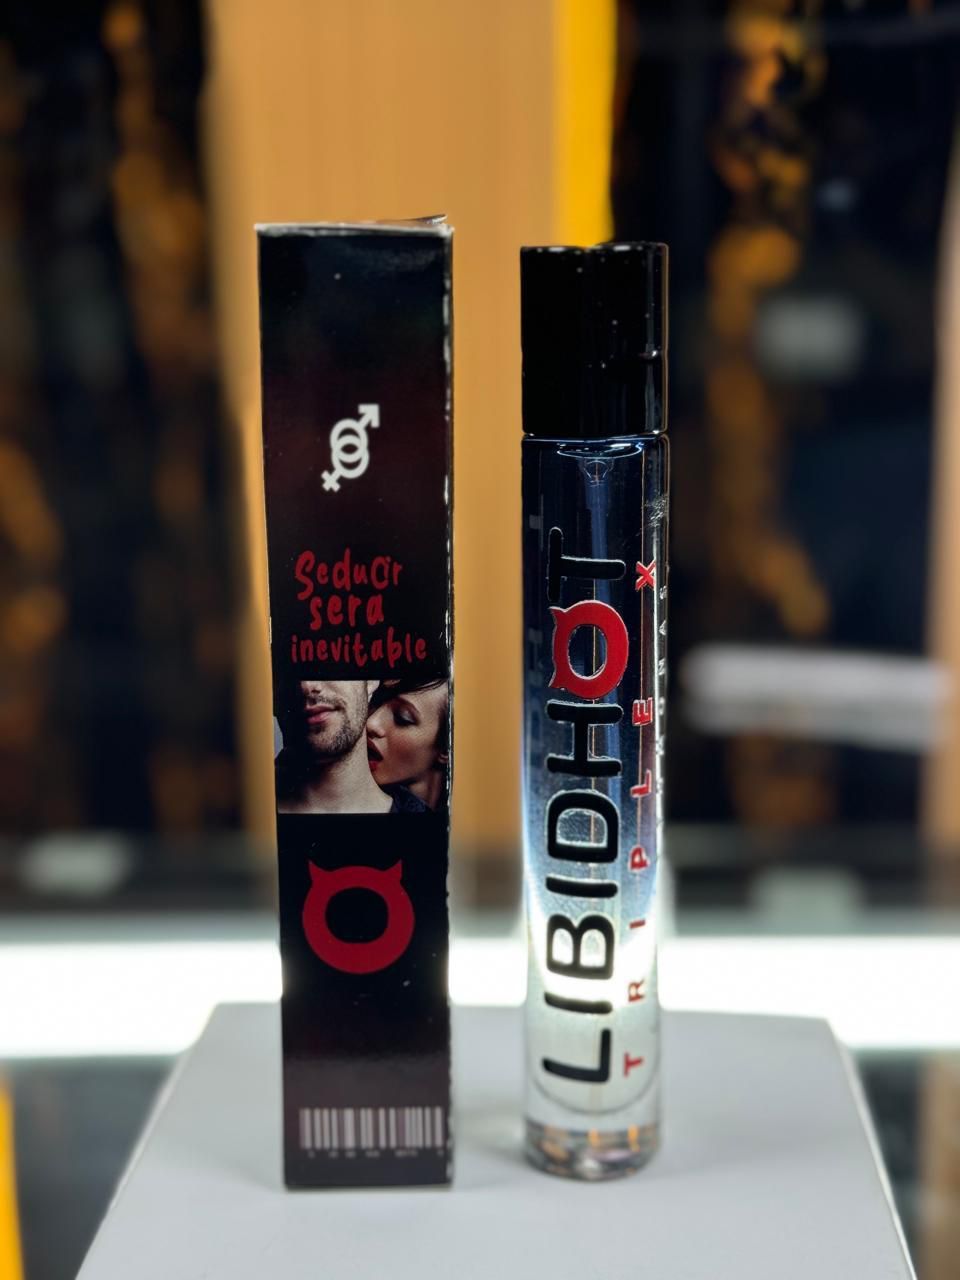 Seducir
sera
inevitable
LIBIDHOT
TRIPLEX